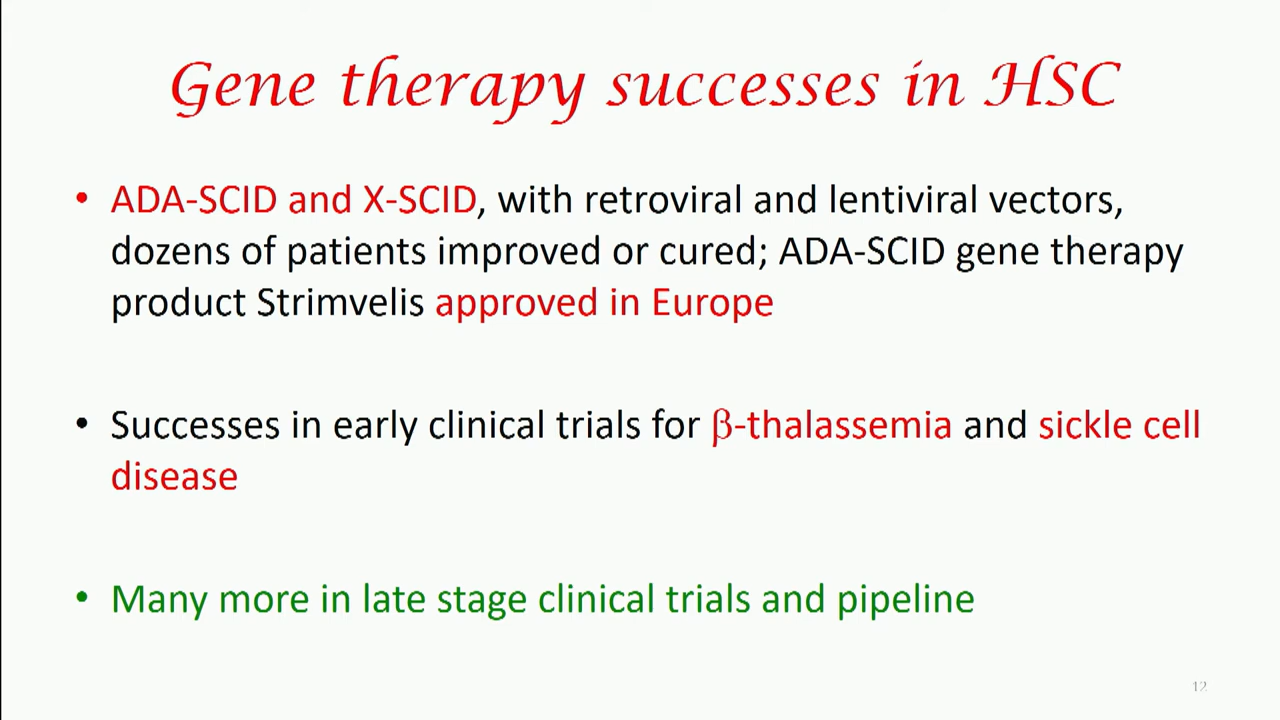 Gene therapy successes in HSC
• ADA-SCID and X-SCID, with retroviral and lentiviral vectors,
dozens of patients improved or cured; ADA-SCID gene therapy
product Strimvelis approved in Europe
• Successes in early clinical trials for β-thalassemia and sickle cell
disease
• Many more in late stage clinical trials and pipeline
12